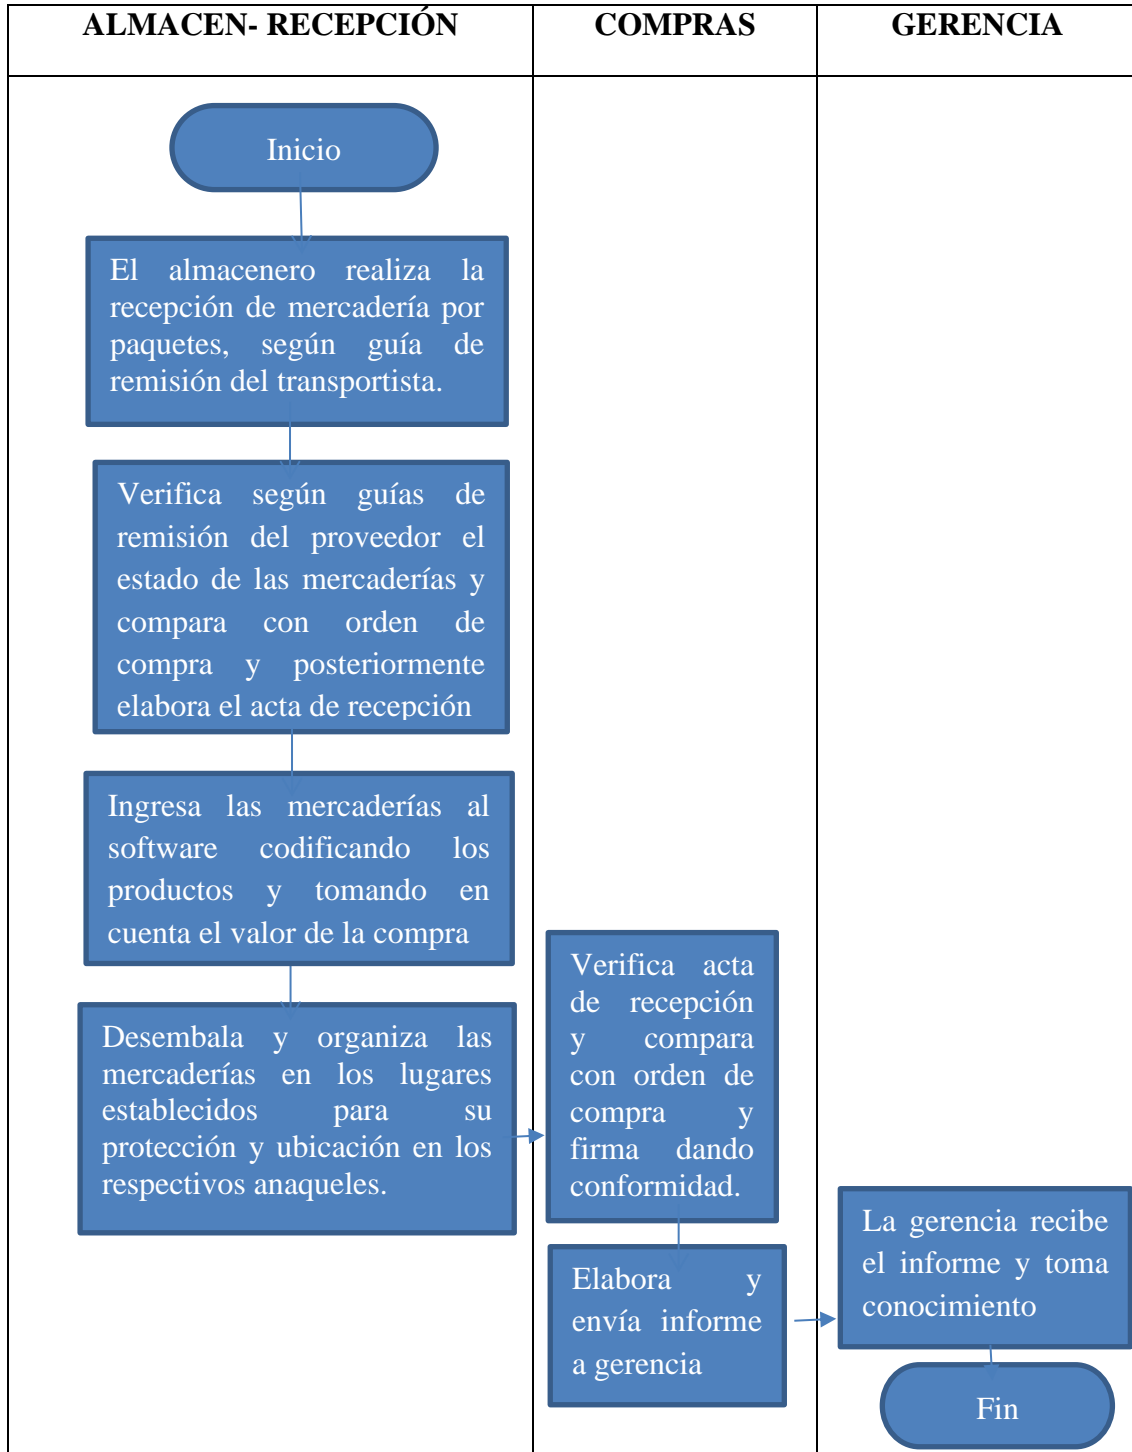 ALMACEN- RECEPCIÓN
COMPRAS
GERENCIA
Inicio
El almacenero realiza la
recepción de mercadería por
paquetes, según guía de
remisión del transportista.
Verifica según guías de
remisión del proveedor el
estado de las mercaderías y
compara con orden de
compra y posteriormente
elabora el acta de recepción
Ingresa las mercaderías al
software codificando los
productos y tomando en
cuenta el valor de la compra
Desembala y organiza las
mercaderías en los lugares
establecidos para su
protección y ubicación en los
respectivos anaqueles.
Verifica acta
de recepción
y compara
con orden de
compra y
firma dando
conformidad.
Elabora y
envía informe
a gerencia
La gerencia recibe
el informe y toma
conocimiento
Fin